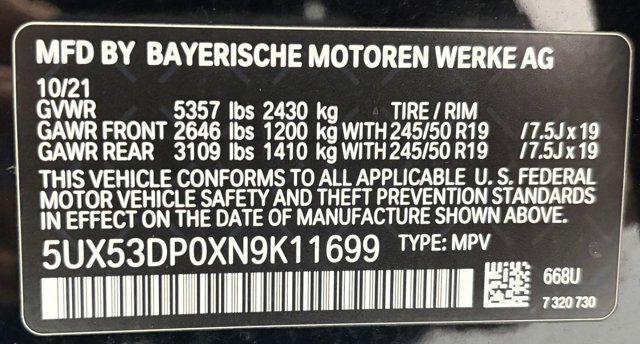 MFD BY BAYERISCHE MOTOREN WERKE AG
10/21
GVWR 5357 lbs 2430 kg TIRE / RIM
GAWR FRONT 2646 lbs 1200 kg WITH 245/50 R19 /7.5J x 19
GAWR REAR 3109 lbs 1410 kg WITH 245/50 R19 /7.5J x 19
THIS VEHICLE CONFORMS TO ALL APPLICABLE U. S. FEDERAL
MOTOR VEHICLE SAFETY AND THEFT PREVENTION STANDARDS
IN EFFECT ON THE DATE OF MANUFACTURE SHOWN ABOVE.
5UX53DP0XN9K11699 TYPE: MPV
668U
7 320 730